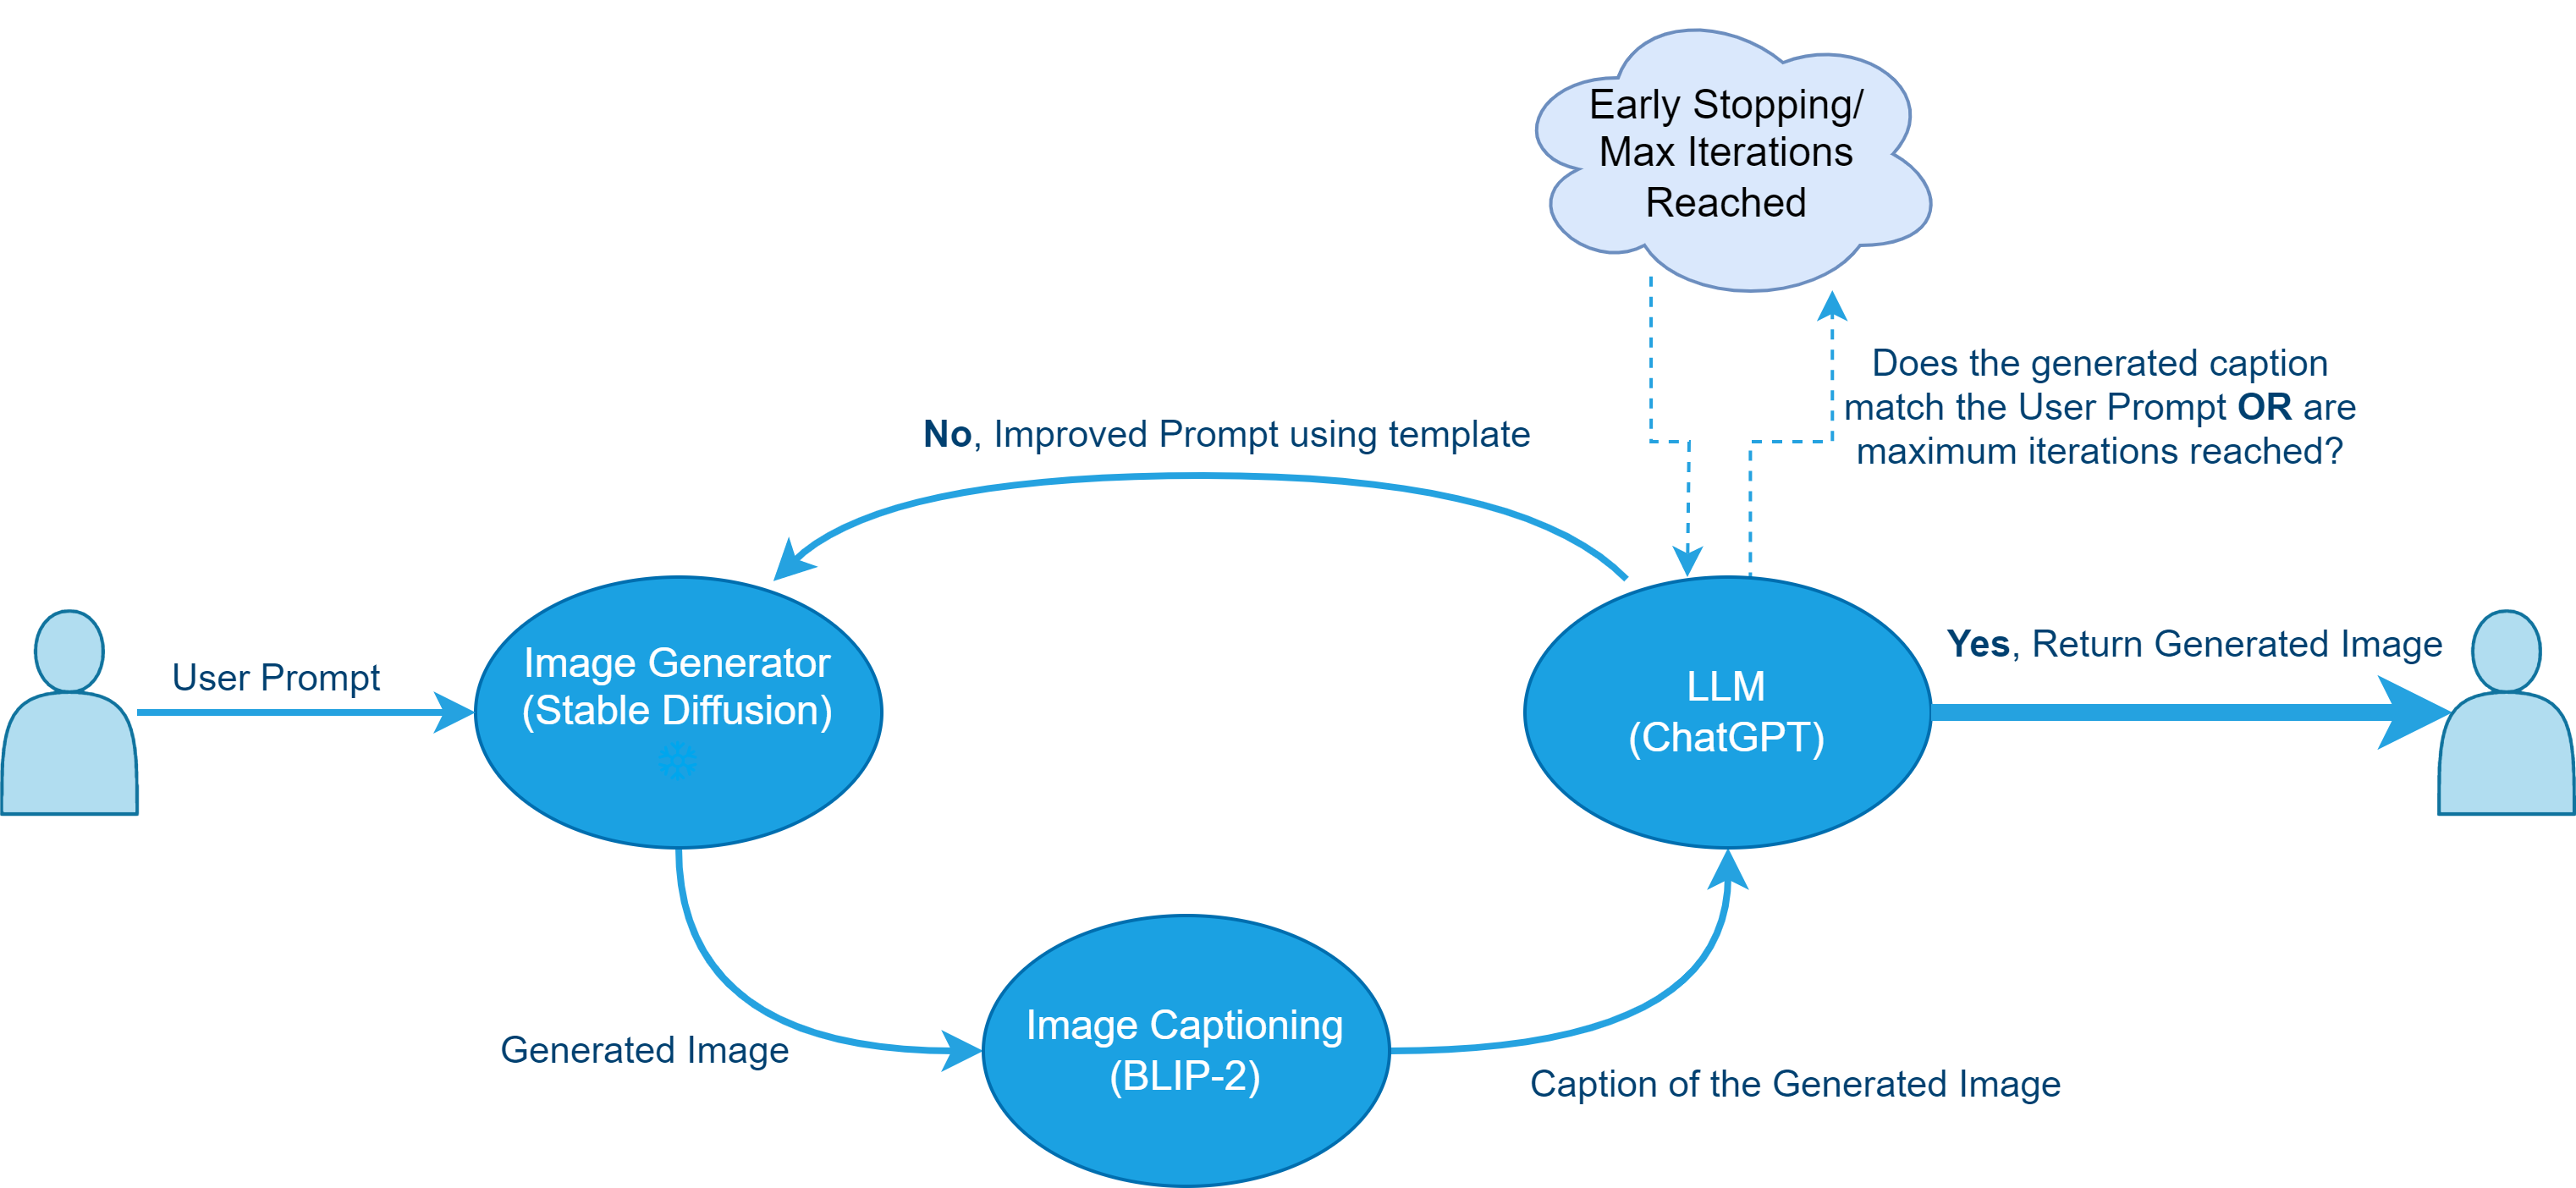 Early Stopping/
Max Iterations
Reached
Does the generated caption
match the User Prompt OR are
maximum iterations reached?
No, Improved Prompt using template
User Prompt
Image Generator
(Stable Diffusion)
LLM
(ChatGPT)
Yes, Return Generated Image
Generated Image
Image Captioning
(BLIP-2)
Caption of the Generated Image